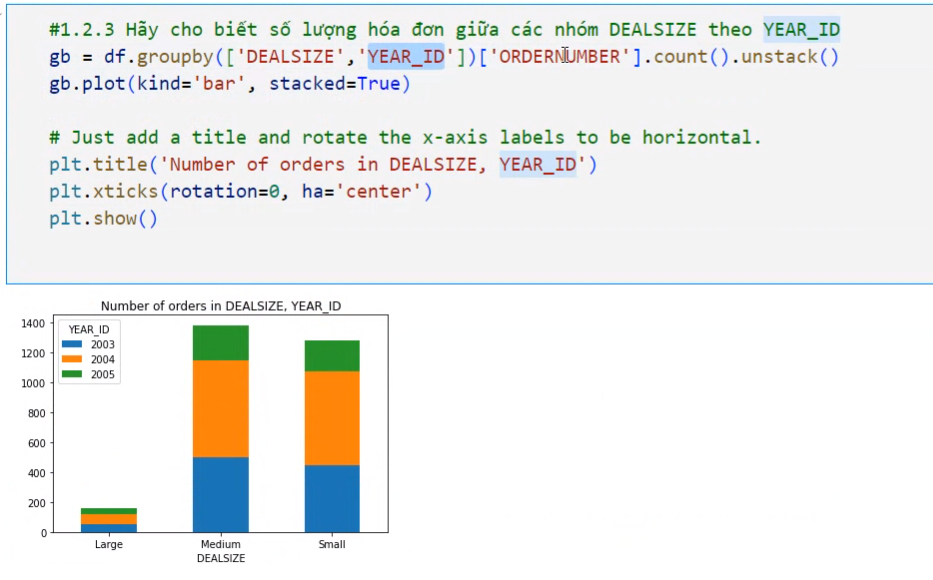 #1.2.3 Hãy cho biết số lượng hóa đơn giữa các nhóm DEALSIZE theo YEAR_ID
gb = df.groupby(['DEALSIZE','YEAR_ID'])['ORDERNUMBER'].count().unstack()
gb.plot(kind='bar', stacked=True)
# Just add a title and rotate the x-axis labels to be horizontal.
plt.title('Number of orders in DEALSIZE, YEAR_ID')
plt.xticks(rotation=0, ha='center')
plt.show()
Number of orders in DEALSIZE, YEAR_ID
YEAR_ID
2003
2004
2005
1400
1200
1000
800
600
400
200
0
Large Medium Small
DEALSIZE